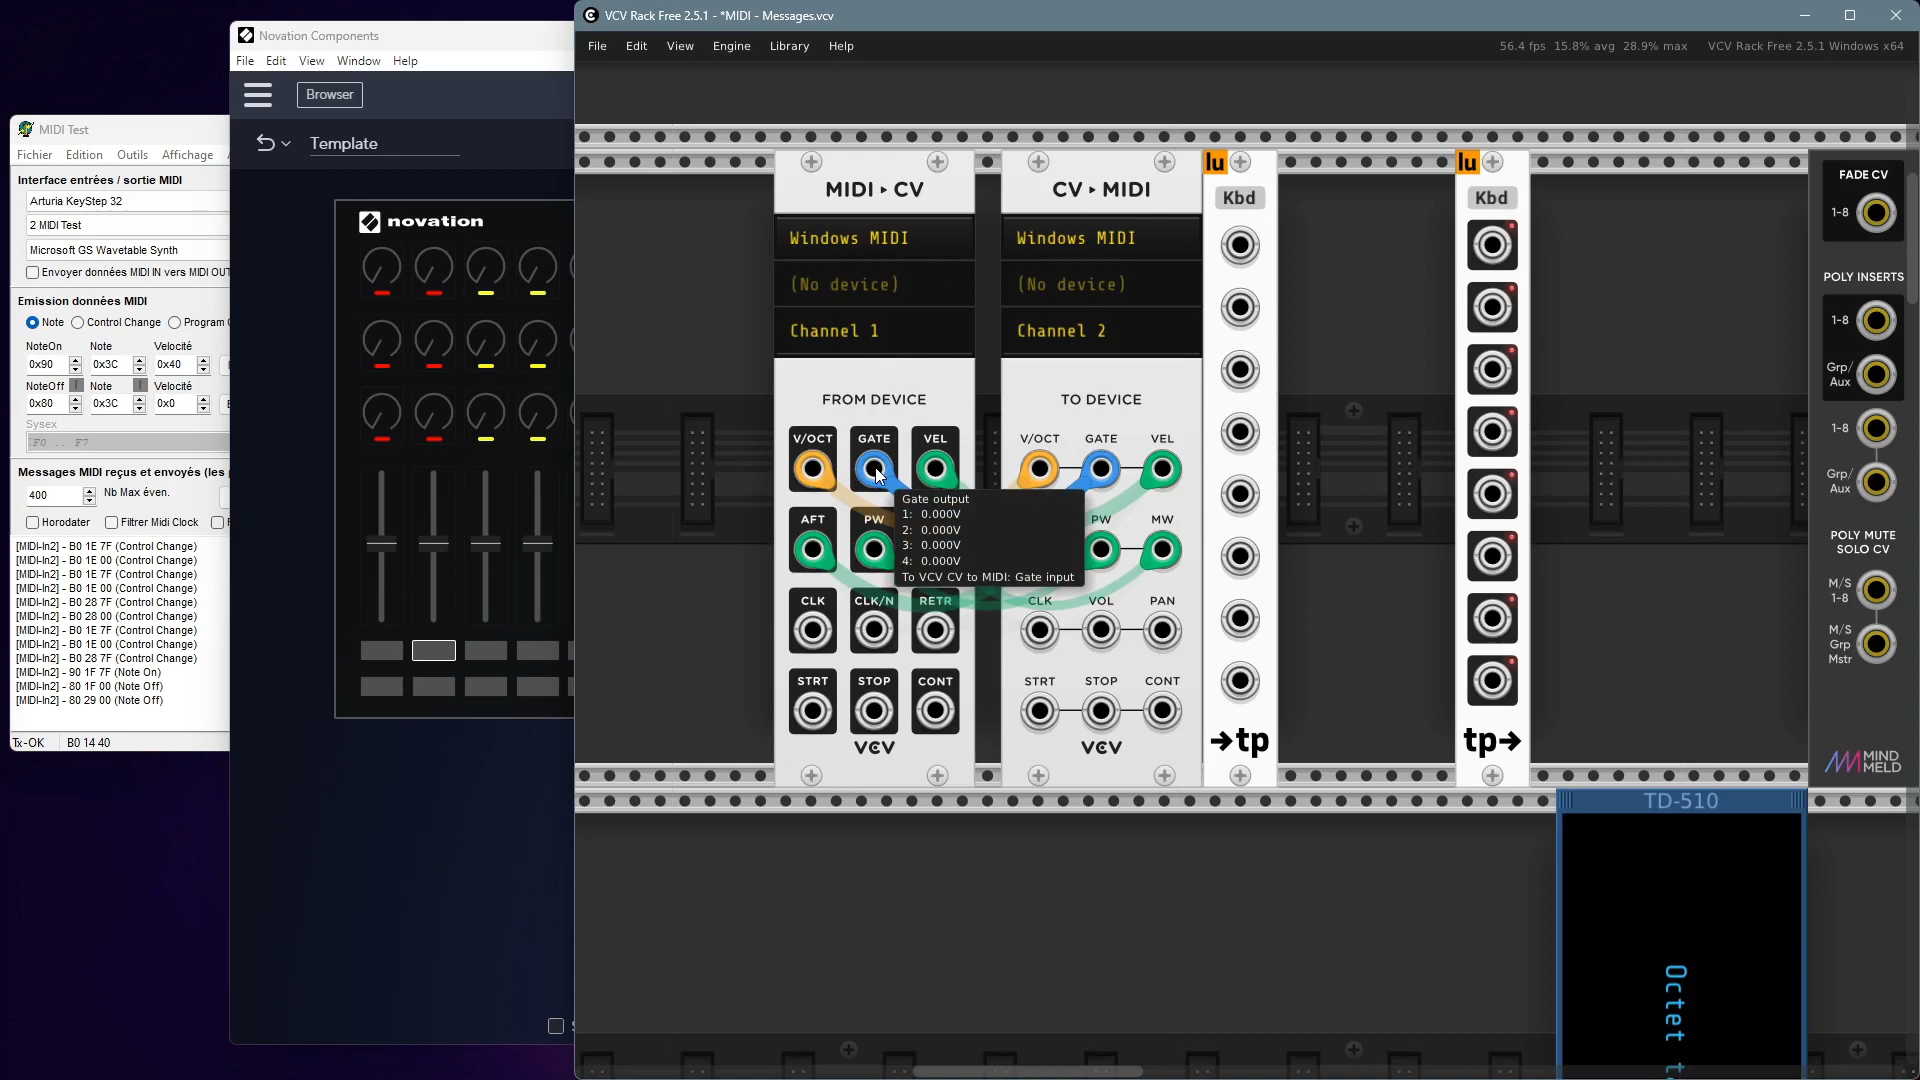 MIDI Test
Fichier Edition Outils Affichage
Interface entrées / sortie MIDI
Arturia KeyStep 32
2 MIDI Test
Microsoft GS Wavetable Synth
Envoyer données MIDI IN vers MIDI OUT
Emission données MIDI
Note Control Change Program
NoteOn Note Velocité
0x90 0x3C 0x40
NoteOff Note Velocité
0x80 0x3C 0x0
Sysex
F0 .. F7
Messages MIDI reçus et envoyés (les
400 Nb Max éven.
Horodater Filtrer Midi Clock
[MIDI-In2] - B0 1E 7F (Control Change)
[MIDI-In2] - B0 1E 00 (Control Change)
[MIDI-In2] - B0 1E 7F (Control Change)
[MIDI-In2] - B0 1E 00 (Control Change)
[MIDI-In2] - B0 28 7F (Control Change)
[MIDI-In2] - B0 28 00 (Control Change)
[MIDI-In2] - B0 1E 7F (Control Change)
[MIDI-In2] - B0 1E 00 (Control Change)
[MIDI-In2] - B0 28 7F (Control Change)
[MIDI-In2] - 90 1F 7F (Note On)
[MIDI-In2] - 80 1F 00 (Note Off)
[MIDI-In2] - 80 29 00 (Note Off)
Tx-OK B0 14 40
Novation Components
File Edit View Window Help
Browser
Template
novation
VCV Rack Free 2.5.1 - *MIDI - Messages.vcv
File Edit View Engine Library Help
56.4 fps 15.8% avg 28.9% max VCV Rack Free 2.5.1 Windows x64
MIDI ▸ CV
Windows MIDI
(No device)
Channel 1
FROM DEVICE
V/OCT GATE VEL
AFT PW
CLK CLK/N RETR
STRT STOP CONT
VCV
Gate output
1: 0.000V
2: 0.000V
3: 0.000V
4: 0.000V
To VCV CV to MIDI: Gate input
CV ▸ MIDI
Windows MIDI
(No device)
Channel 2
TO DEVICE
V/OCT GATE VEL
PW MW
CLK VOL PAN
STRT STOP CONT
VCV
lu
Kbd
→tp
lu
Kbd
tp→
FADE CV
1-8
POLY INSERTS
1-8
Grp/
Aux
1-8
Grp/
Aux
POLY MUTE
SOLO CV
M/S
1-8
M/S
Grp
Mstr
MIND
MELD
TD-510
Octet